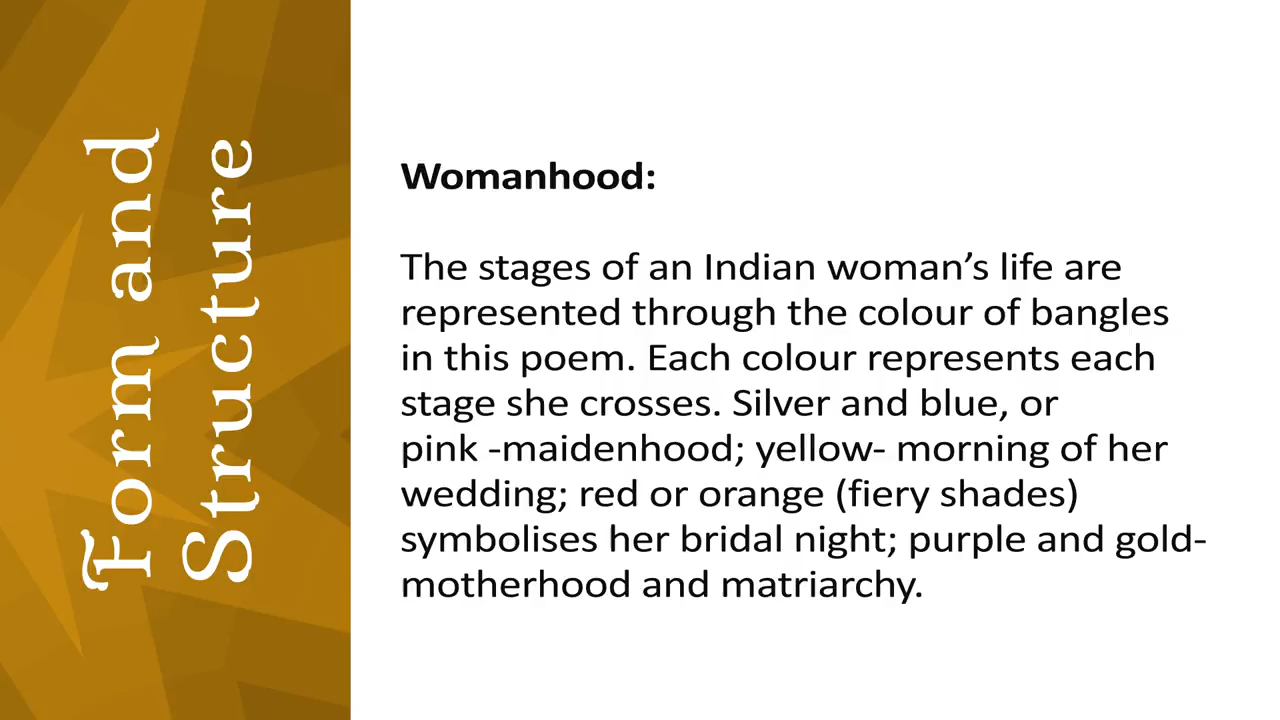 Form and
Structure
Womanhood:
The stages of an Indian woman’s life are
represented through the colour of bangles
in this poem. Each colour represents each
stage she crosses. Silver and blue, or
pink -maidenhood; yellow- morning of her
wedding; red or orange (fiery shades)
symbolises her bridal night; purple and gold-
motherhood and matriarchy.